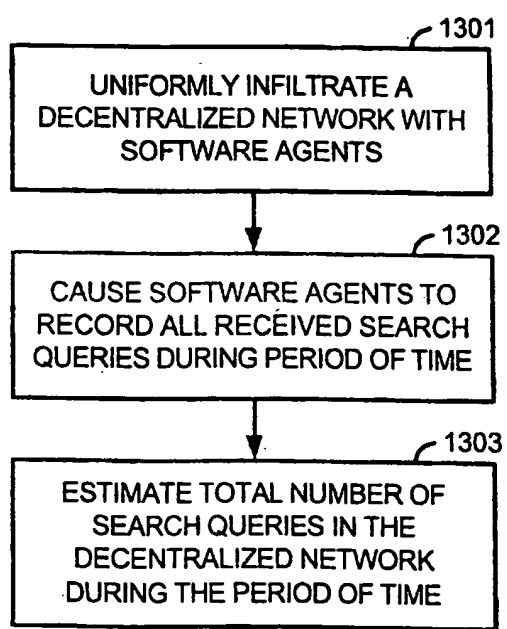 1301
UNIFORMLY INFILTRATE A
DECENTRALIZED NETWORK WITH
SOFTWARE AGENTS
1302
CAUSE SOFTWARE AGENTS TO
RECORD ALL RECEIVED SEARCH
QUERIES DURING PERIOD OF TIME
1303
ESTIMATE TOTAL NUMBER OF
SEARCH QUERIES IN THE
DECENTRALIZED NETWORK
DURING THE PERIOD OF TIME